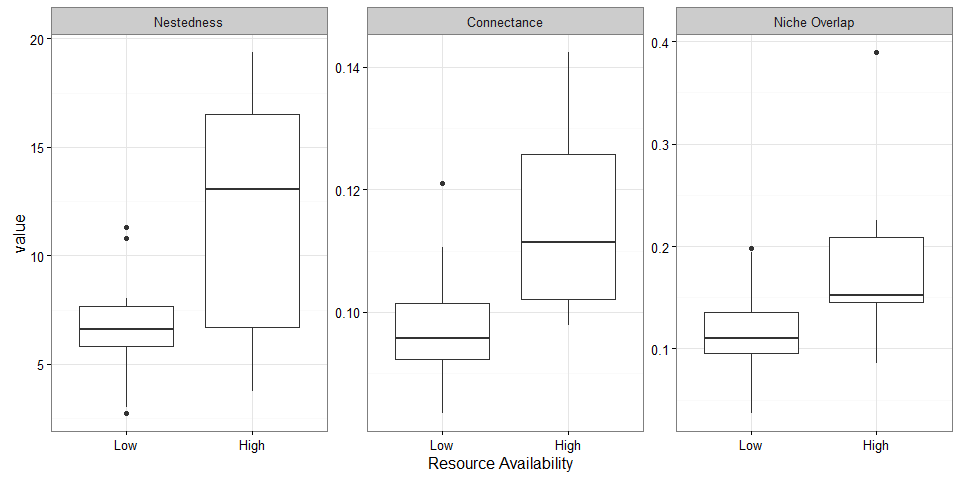 Nestedness
Connectance
Niche Overlap
value
20
15
10
5
0.14
0.12
0.10
0.4
0.3
0.2
0.1
Low
High
Low
High
Low
High
Resource Availability